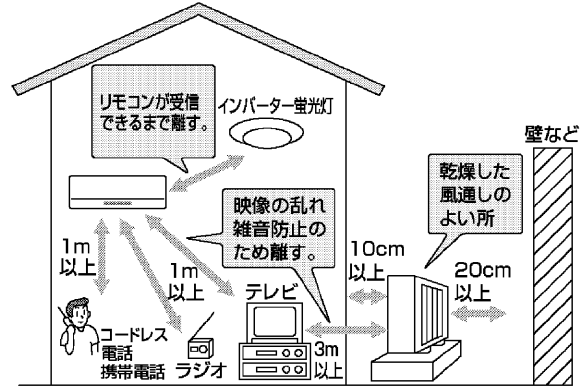 リモコンが受信
できるまで離す。
インバーター蛍光灯
壁など
乾燥した
風通しの
よい所
映像の乱れ
雑音防止の
ため離す。
1m
以上
1m
以上
10cm
以上
20cm
以上
テレビ
コードレス
電話
携帯電話
ラジオ
3m
以上